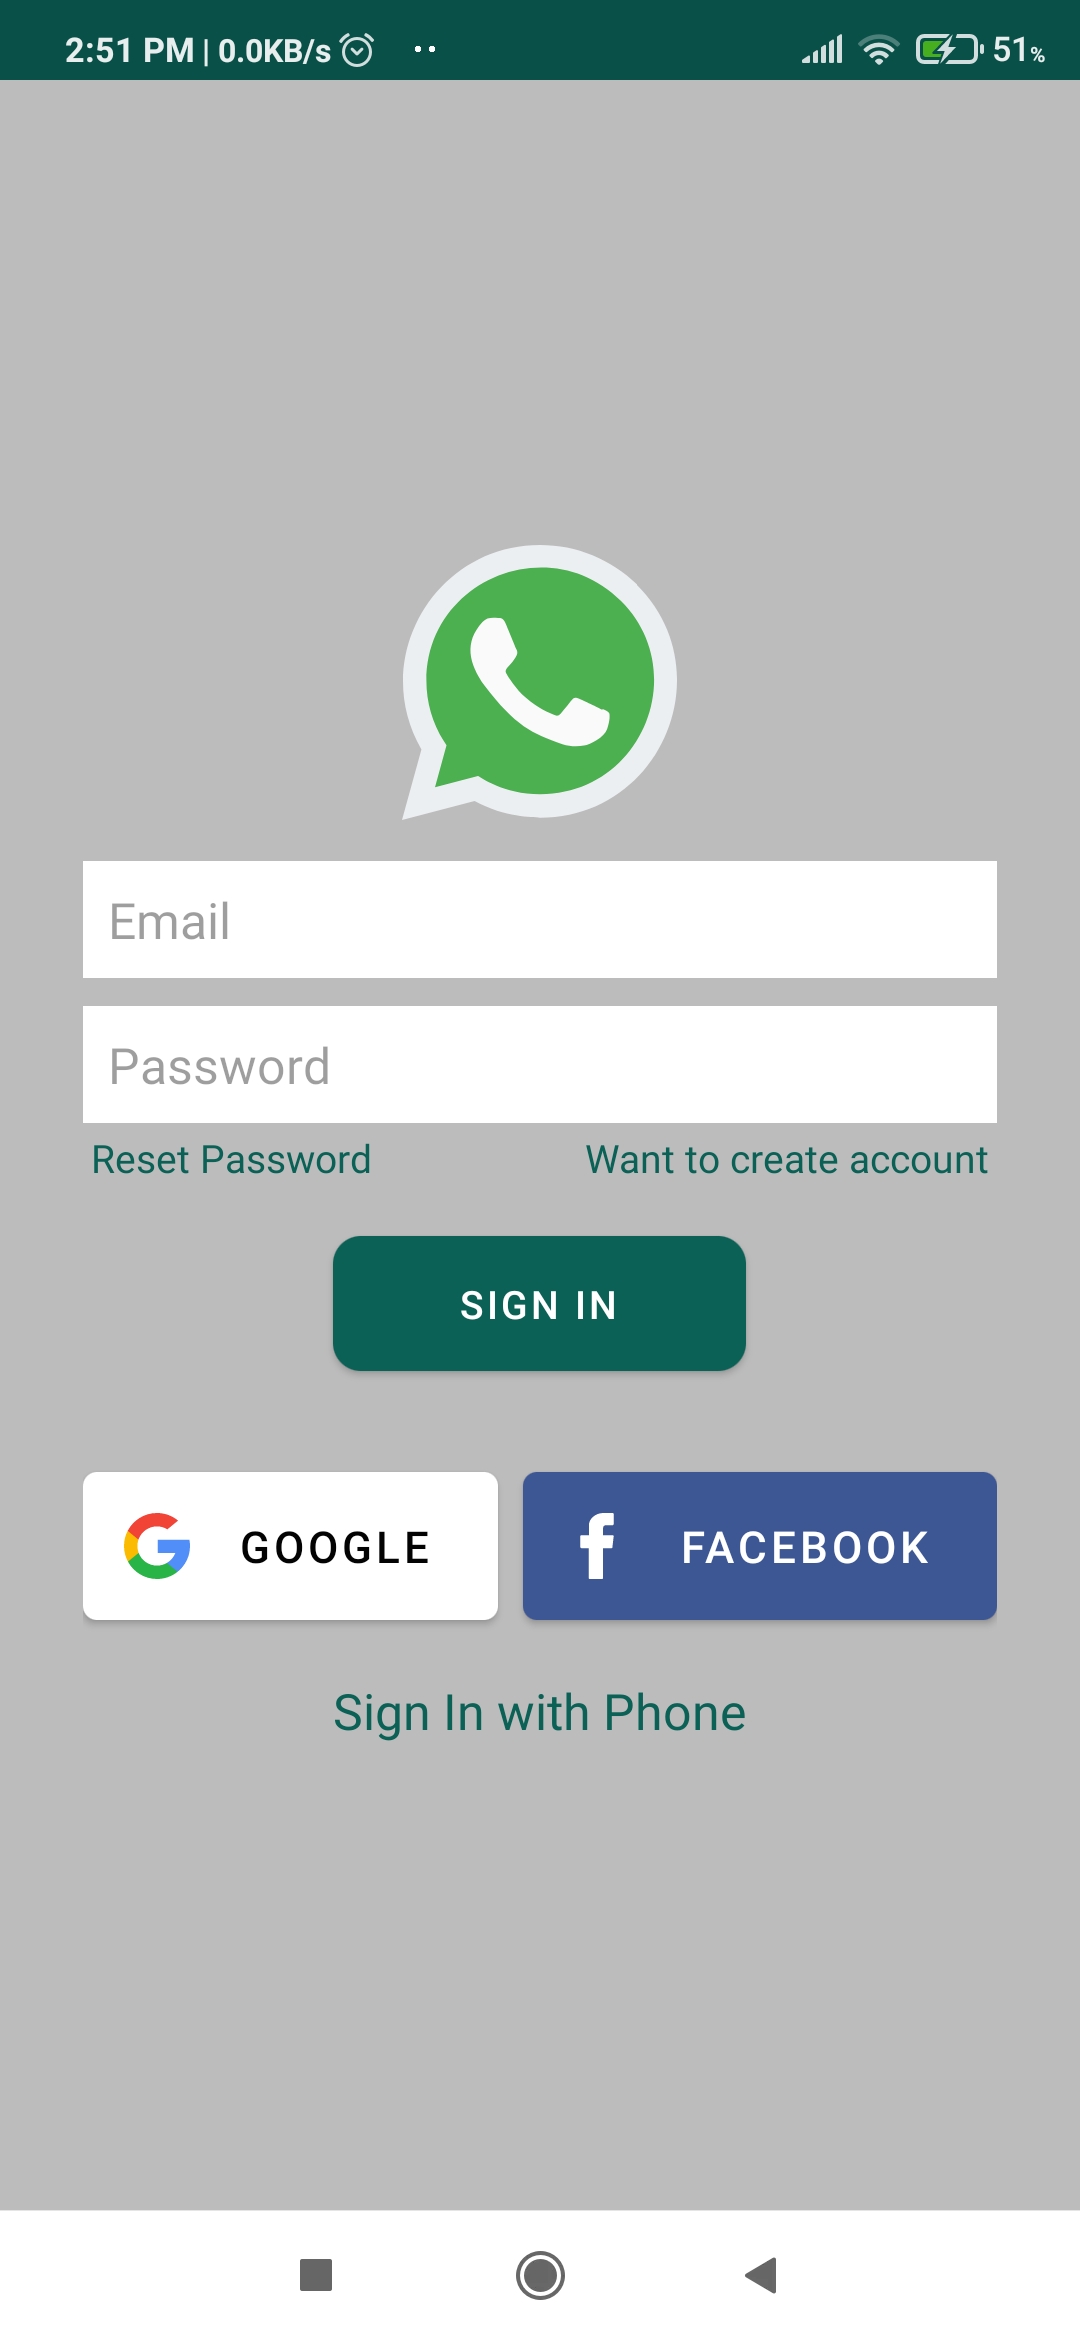 2:51 PM | 0.0KB/s 51%
Email
Password
Reset Password Want to create account
SIGN IN
GOOGLE FACEBOOK
Sign In with Phone